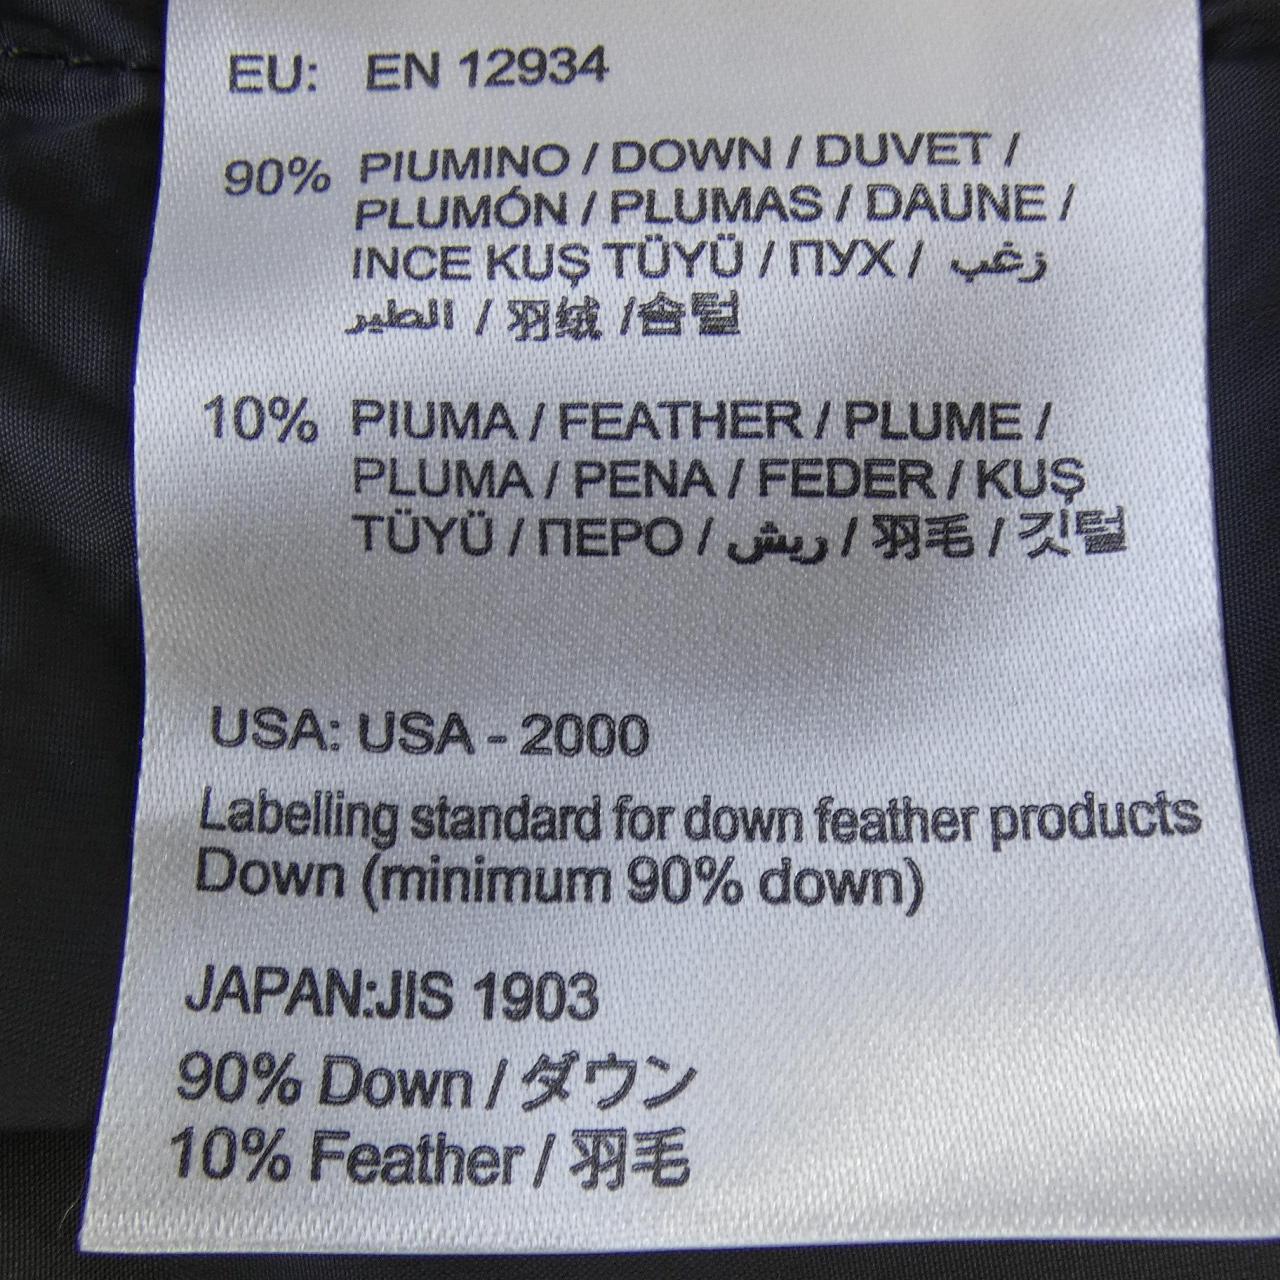 EU: EN 12934
90% PIUMINO / DOWN / DUVET /
PLUMÓN / PLUMAS / DAUNE /
INCE KUŞ TÜYÜ / ПУХ / زغب
الطير / 羽绒 /솜털
10% PIUMA / FEATHER / PLUME /
PLUMA / PENA / FEDER / KUŞ
TÜYÜ / ПЕРО / ريش / 羽毛 / 깃털
USA: USA - 2000
Labelling standard for down feather products
Down (minimum 90% down)
JAPAN:JIS 1903
90% Down / ダウン
10% Feather / 羽毛